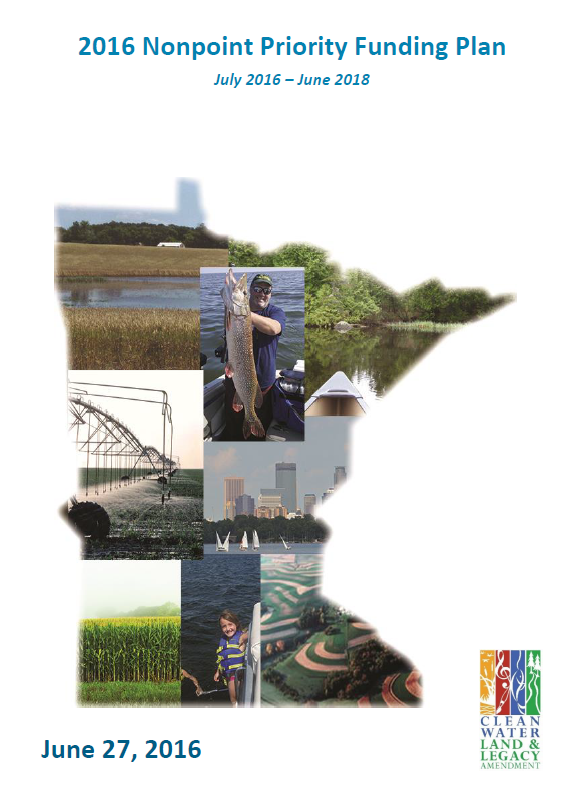 2016 Nonpoint Priority Funding Plan
July 2016 – June 2018
June 27, 2016
CLEAN
WATER
LAND &
LEGACY
AMENDMENT